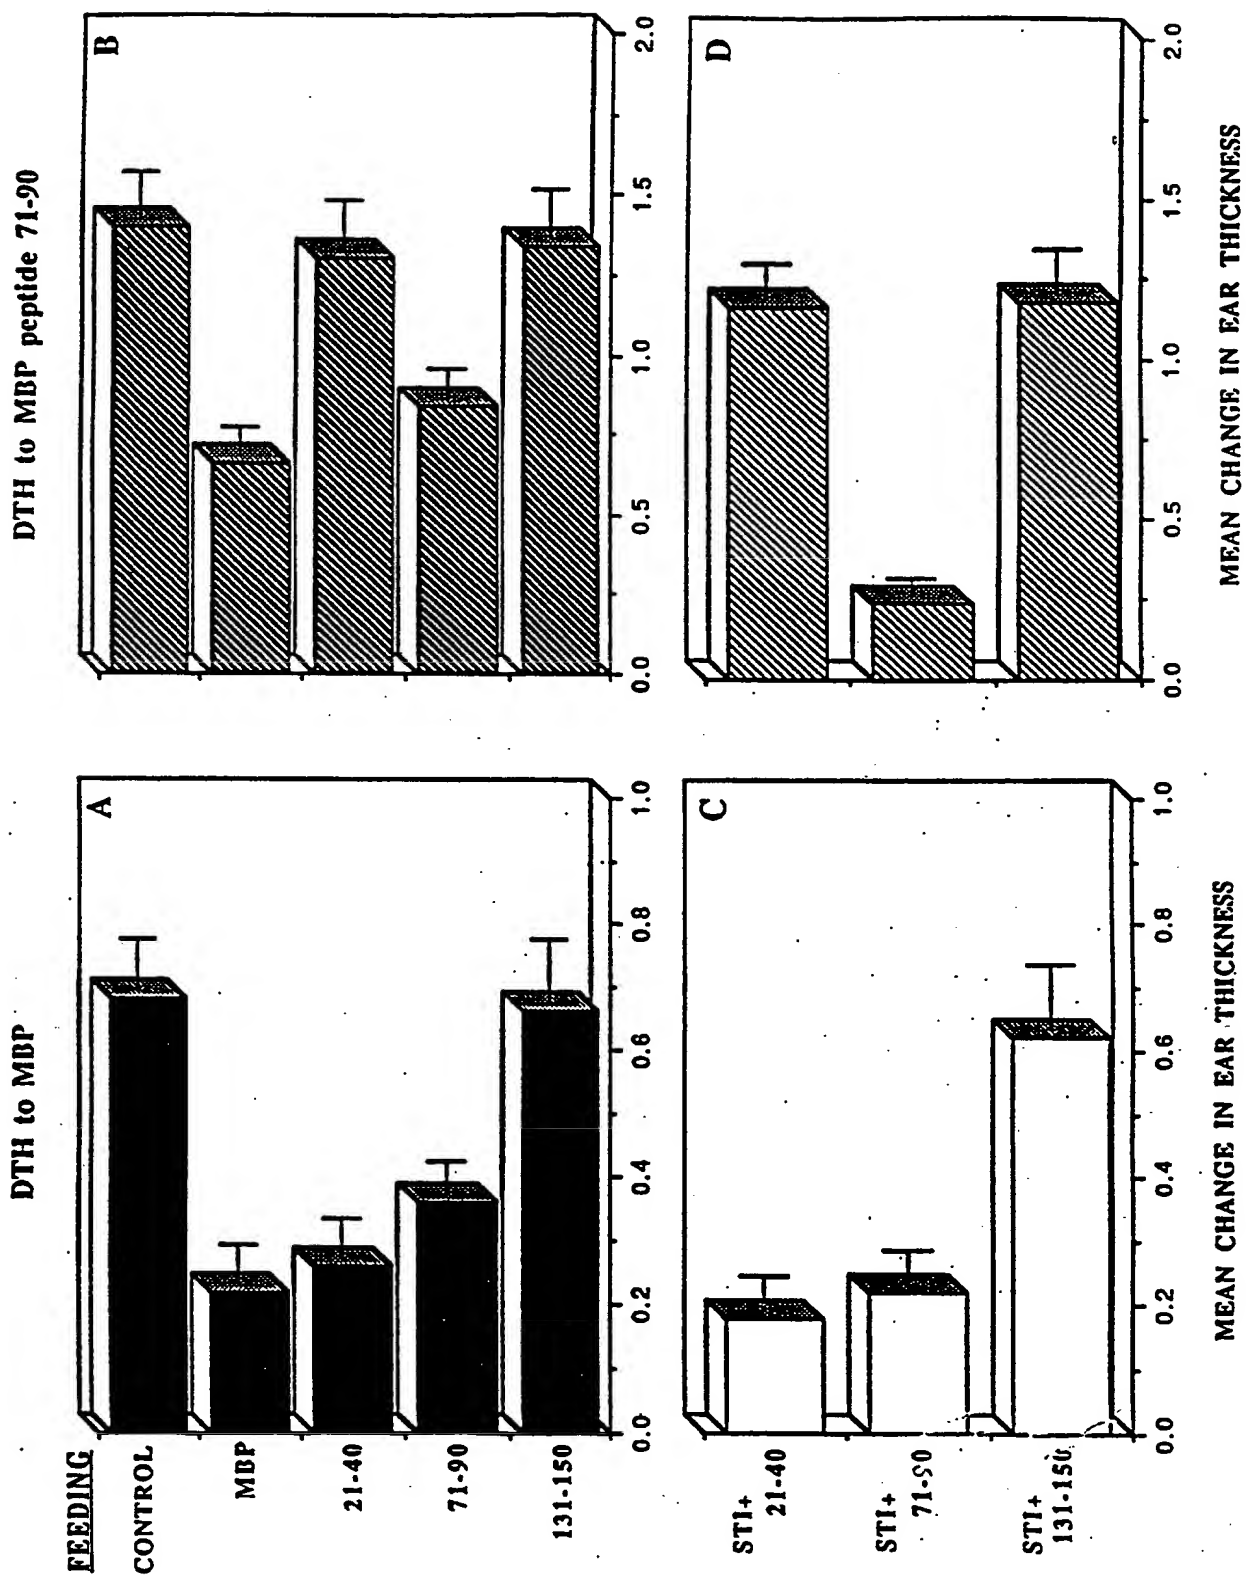 DTH to MBP
DTH to MBP peptide 71-90
FEEDING
CONTROL
MBP
21-40
71-90
131-150
A
0.0
0.2
0.4
0.6
0.8
1.0
B
0.0
0.5
1.0
1.5
2.0
STI+
21-40
STI+
71-90
STI+
131-150
C
0.0
0.2
0.4
0.6
0.8
1.0
MEAN CHANGE IN EAR THICKNESS
D
0.0
0.5
1.0
1.5
2.0
MEAN CHANGE IN EAR THICKNESS